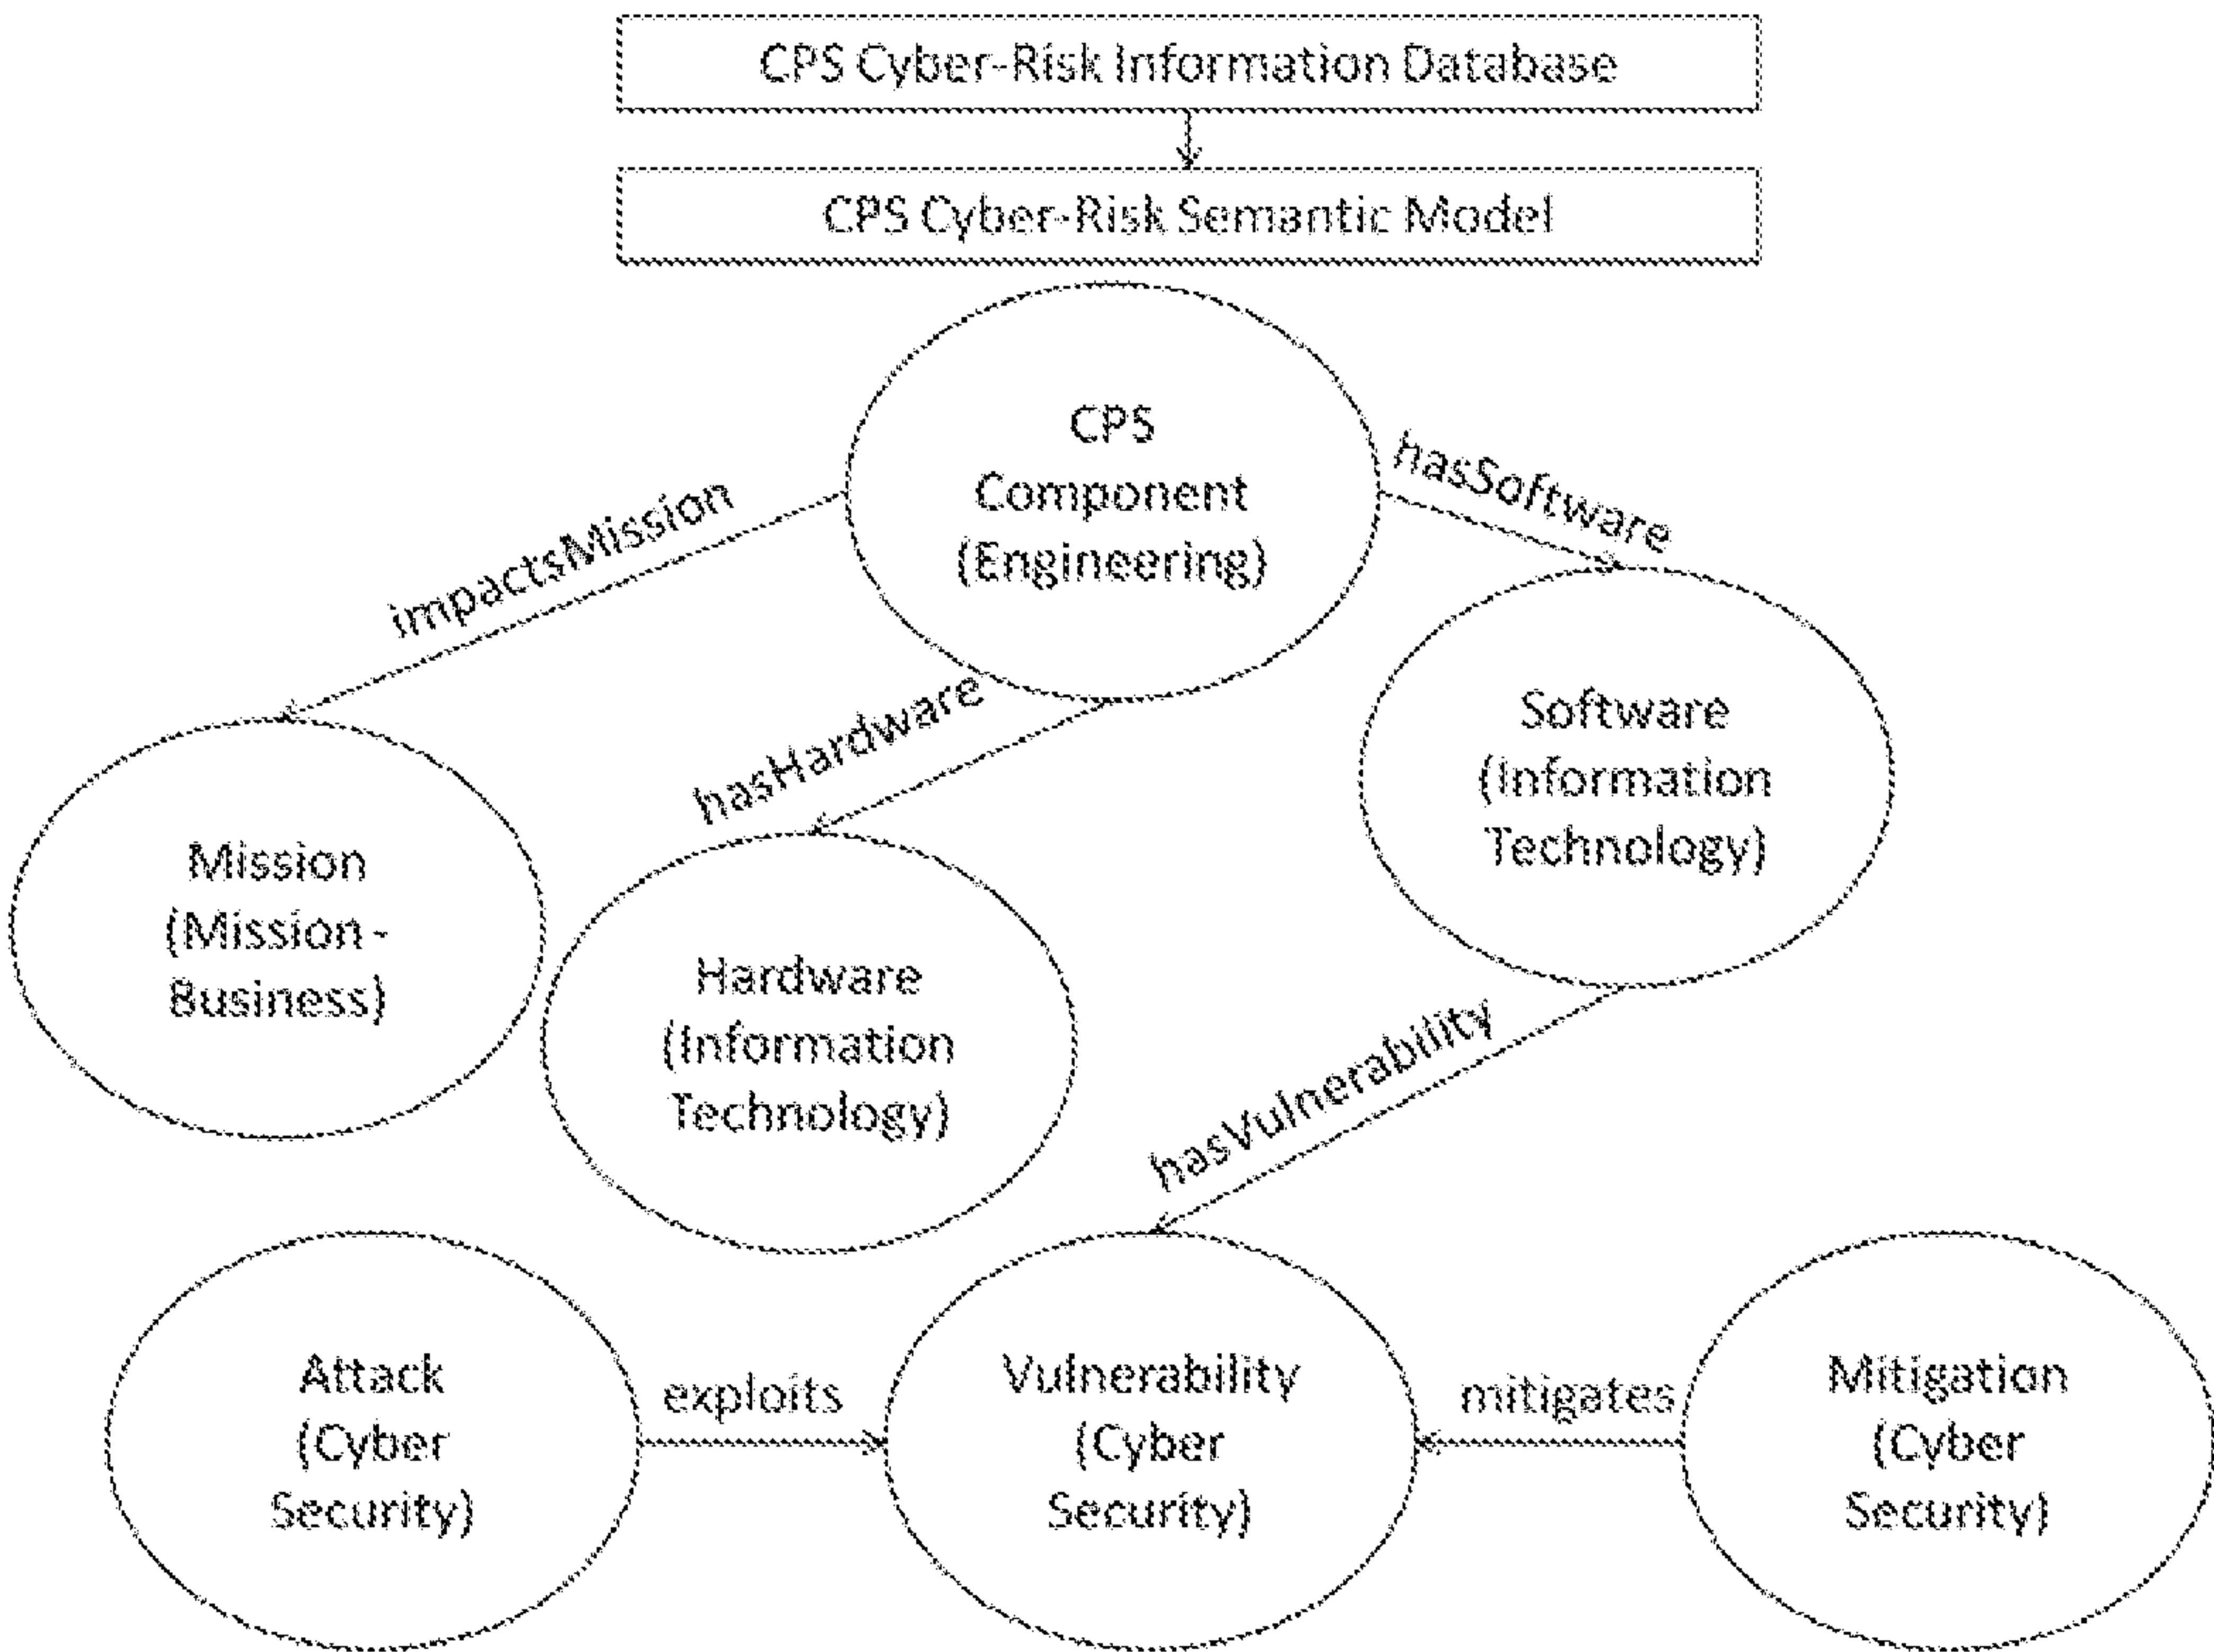 CPS Cyber-Risk Information Database
CPS Cyber-Risk Semantic Model
CPS
Component
(Engineering)
hasSoftware
impactsMission
hasHardware
Software
(Information
Technology)
Mission
(Mission -
Business)
Hardware
(Information
Technology)
hasVulnerability
Attack
(Cyber
Security)
exploits
Vulnerability
(Cyber
Security)
mitigates
Mitigation
(Cyber
Security)